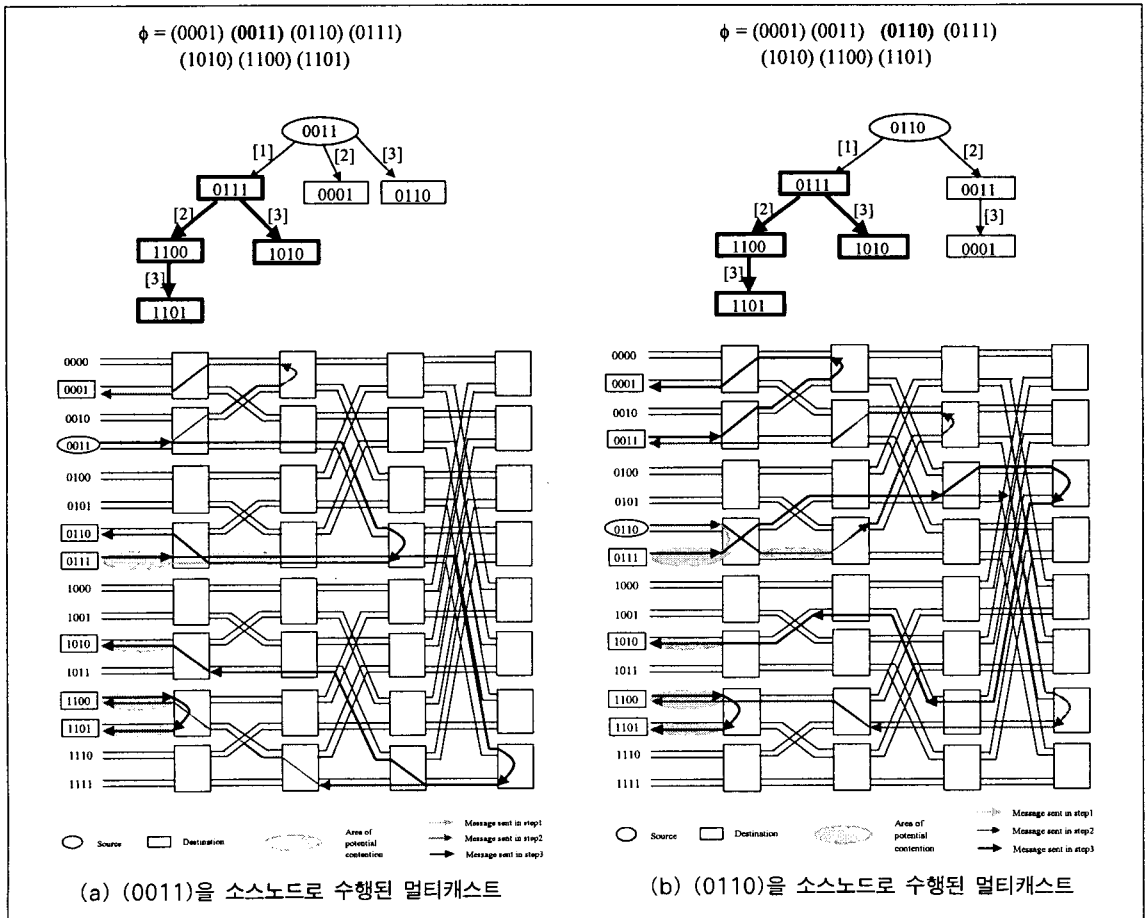 ϕ = (0001) (0011) (0110) (0111)
(1010) (1100) (1101)
0011
[1]
[2]
[3]
0111
0001
0110
[2]
[3]
1100
1010
[3]
1101
0000
0001
0010
0011
0100
0101
0110
0111
1000
1001
1010
1011
1100
1101
1110
1111
Source
Destination
Area of
potential
contention
Message sent in step1
Message sent in step2
Message sent in step3
(a) (0011)을 소스노드로 수행된 멀티캐스트
ϕ = (0001) (0011) (0110) (0111)
(1010) (1100) (1101)
0110
[1]
[2]
0111
0011
[2]
[3]
[3]
1100
1010
0001
[3]
1101
0000
0001
0010
0011
0100
0101
0110
0111
1000
1001
1010
1011
1100
1101
1110
1111
Source
Destination
Area of
potential
contention
Message sent in step1
Message sent in step2
Message sent in step3
(b) (0110)을 소스노드로 수행된 멀티캐스트